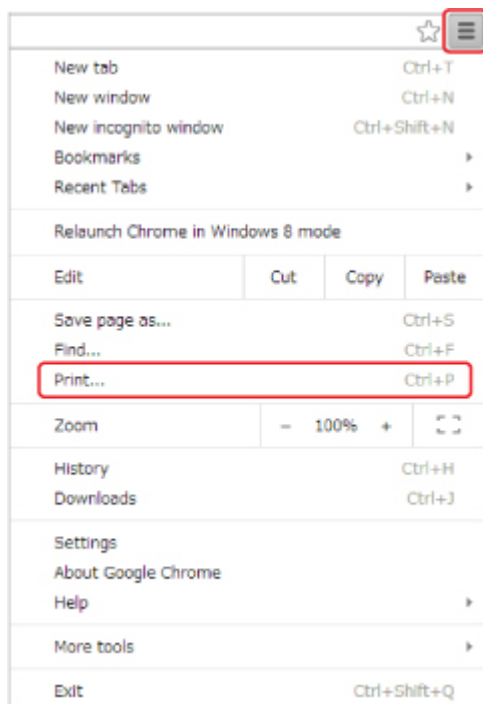 New tab Ctrl+T
New window Ctrl+N
New incognito window Ctrl+Shift+N
Bookmarks
Recent Tabs
Relaunch Chrome in Windows 8 mode
Edit Cut Copy Paste
Save page as... Ctrl+S
Find... Ctrl+F
Print... Ctrl+P
Zoom − 100% +
History Ctrl+H
Downloads Ctrl+J
Settings
About Google Chrome
Help
More tools
Exit Ctrl+Shift+Q